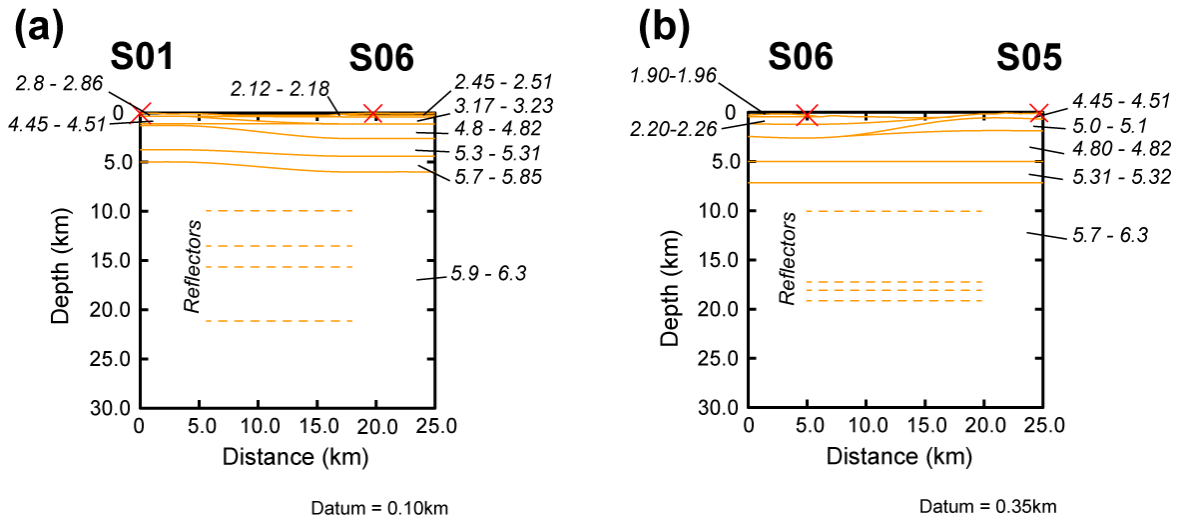 (a)
S01
S06
2.8 - 2.86
2.12 - 2.18
2.45 - 2.51
3.17 - 3.23
4.45 - 4.51
4.8 - 4.82
5.3 - 5.31
5.7 - 5.85
5.9 - 6.3
Reflectors
Depth (km)
0
5.0
10.0
15.0
20.0
25.0
30.0
0
5.0
10.0
15.0
20.0
25.0
Distance (km)
Datum = 0.10km
(b)
S06
S05
1.90-1.96
2.20-2.26
4.45 - 4.51
5.0 - 5.1
4.80 - 4.82
5.31 - 5.32
5.7 - 6.3
Reflectors
Depth (km)
0
5.0
10.0
15.0
20.0
25.0
30.0
0
5.0
10.0
15.0
20.0
25.0
Distance (km)
Datum = 0.35km